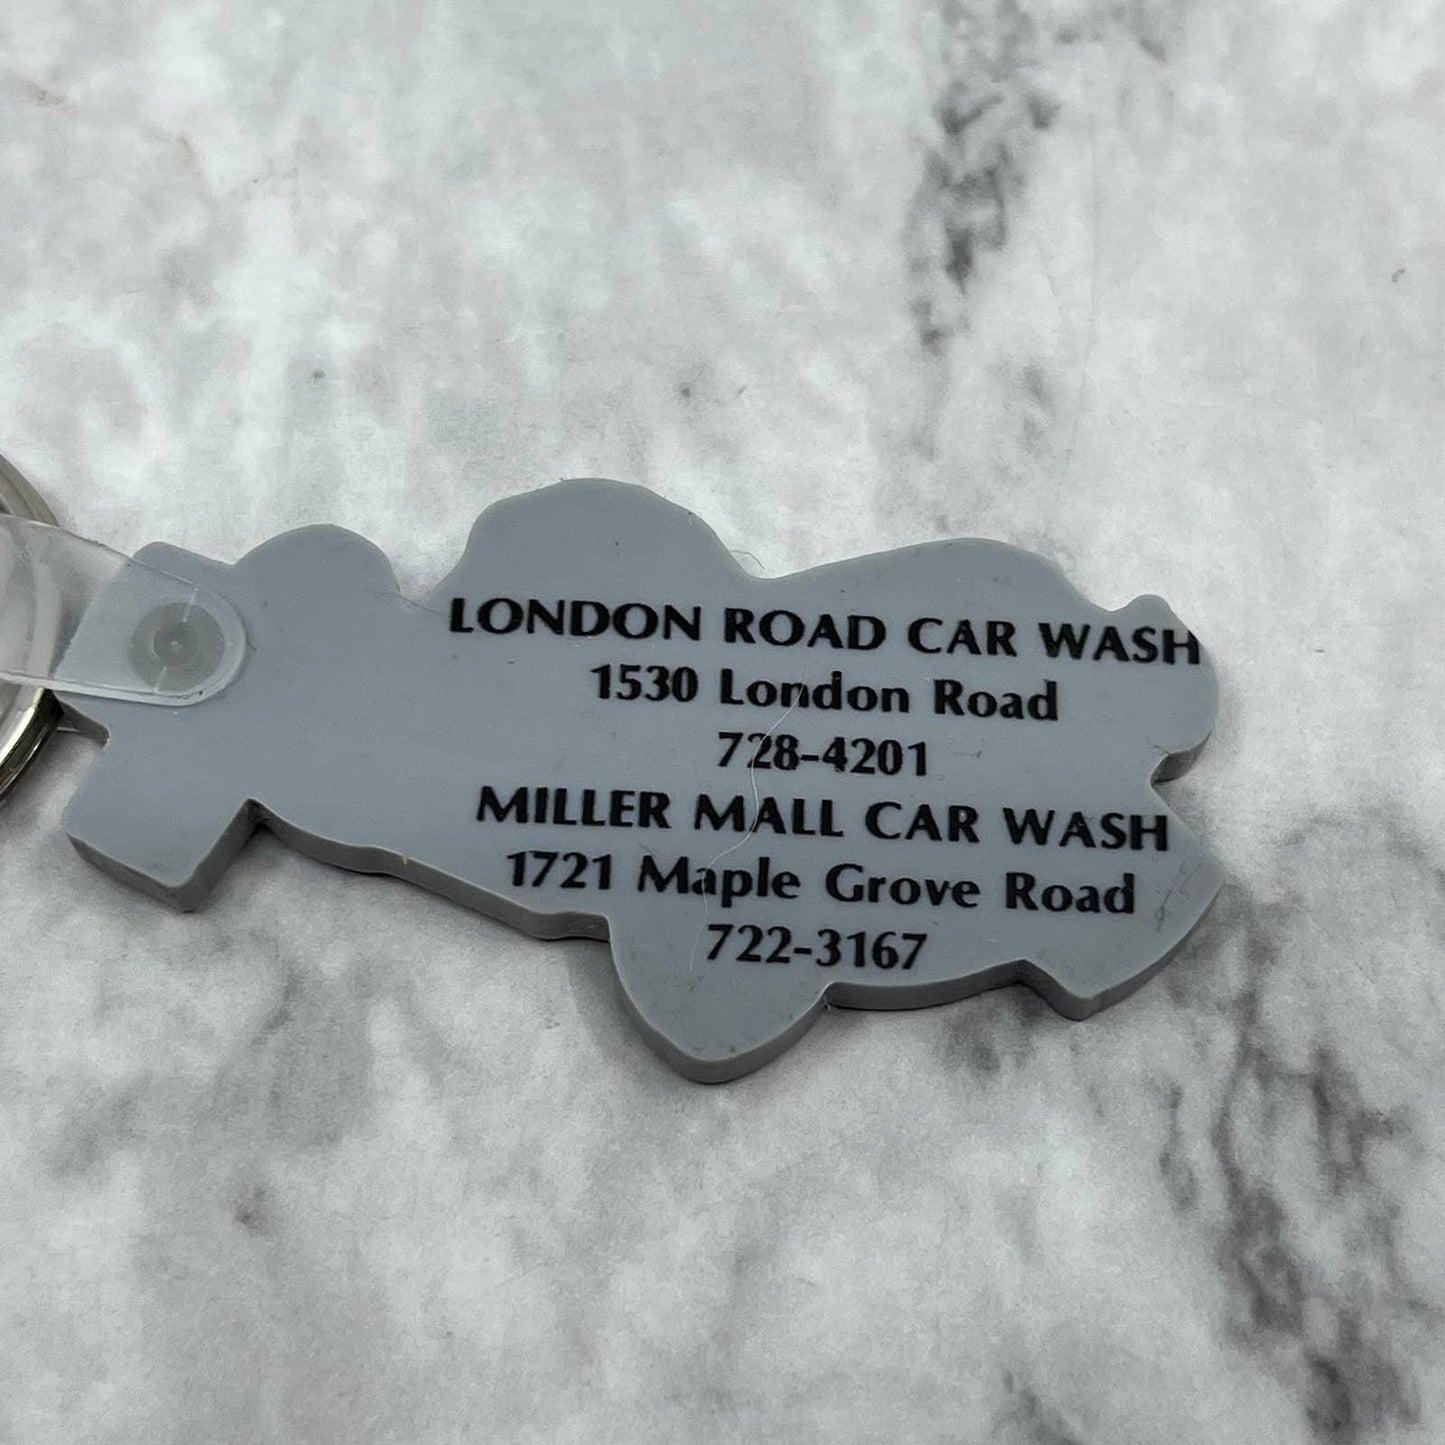 LONDON ROAD CAR WASH
1530 London Road
728-4201
MILLER MALL CAR WASH
1721 Maple Grove Road
722-3167